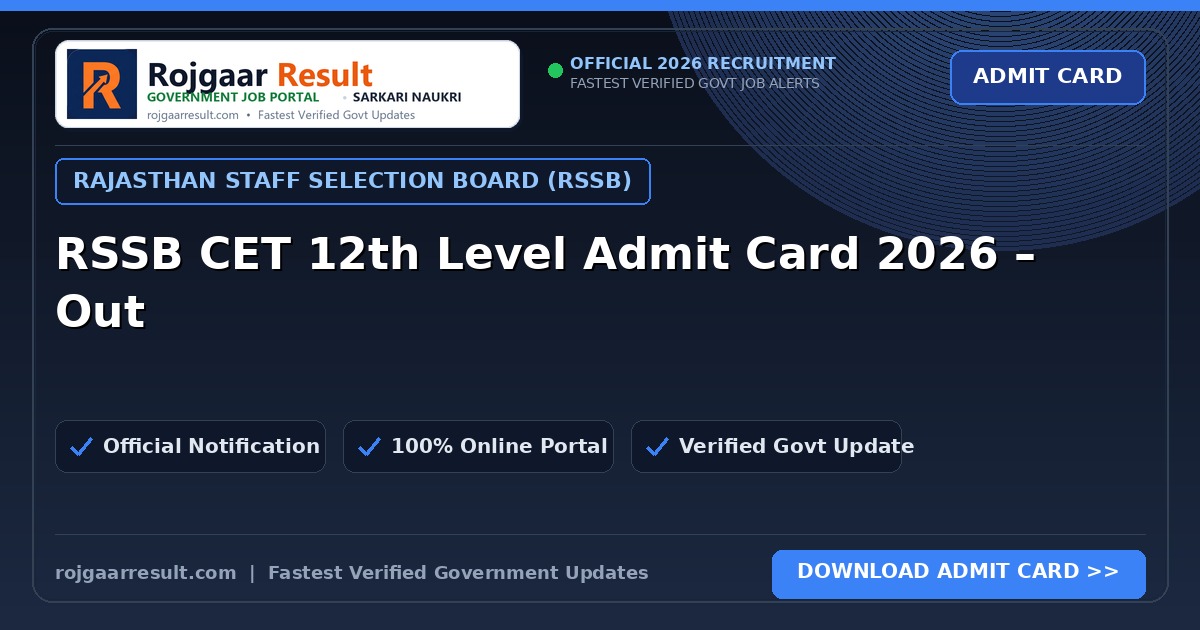 Rojgaar Result
GOVERNMENT JOB PORTAL • SARKARI NAUKRI
rojgaarresult.com • Fastest Verified Govt Updates
OFFICIAL 2026 RECRUITMENT
FASTEST VERIFIED GOVT JOB ALERTS
ADMIT CARD
RAJASTHAN STAFF SELECTION BOARD (RSSB)
RSSB CET 12th Level Admit Card 2026 –
Out
Official Notification
100% Online Portal
Verified Govt Update
rojgaarresult.com | Fastest Verified Government Updates
DOWNLOAD ADMIT CARD >>